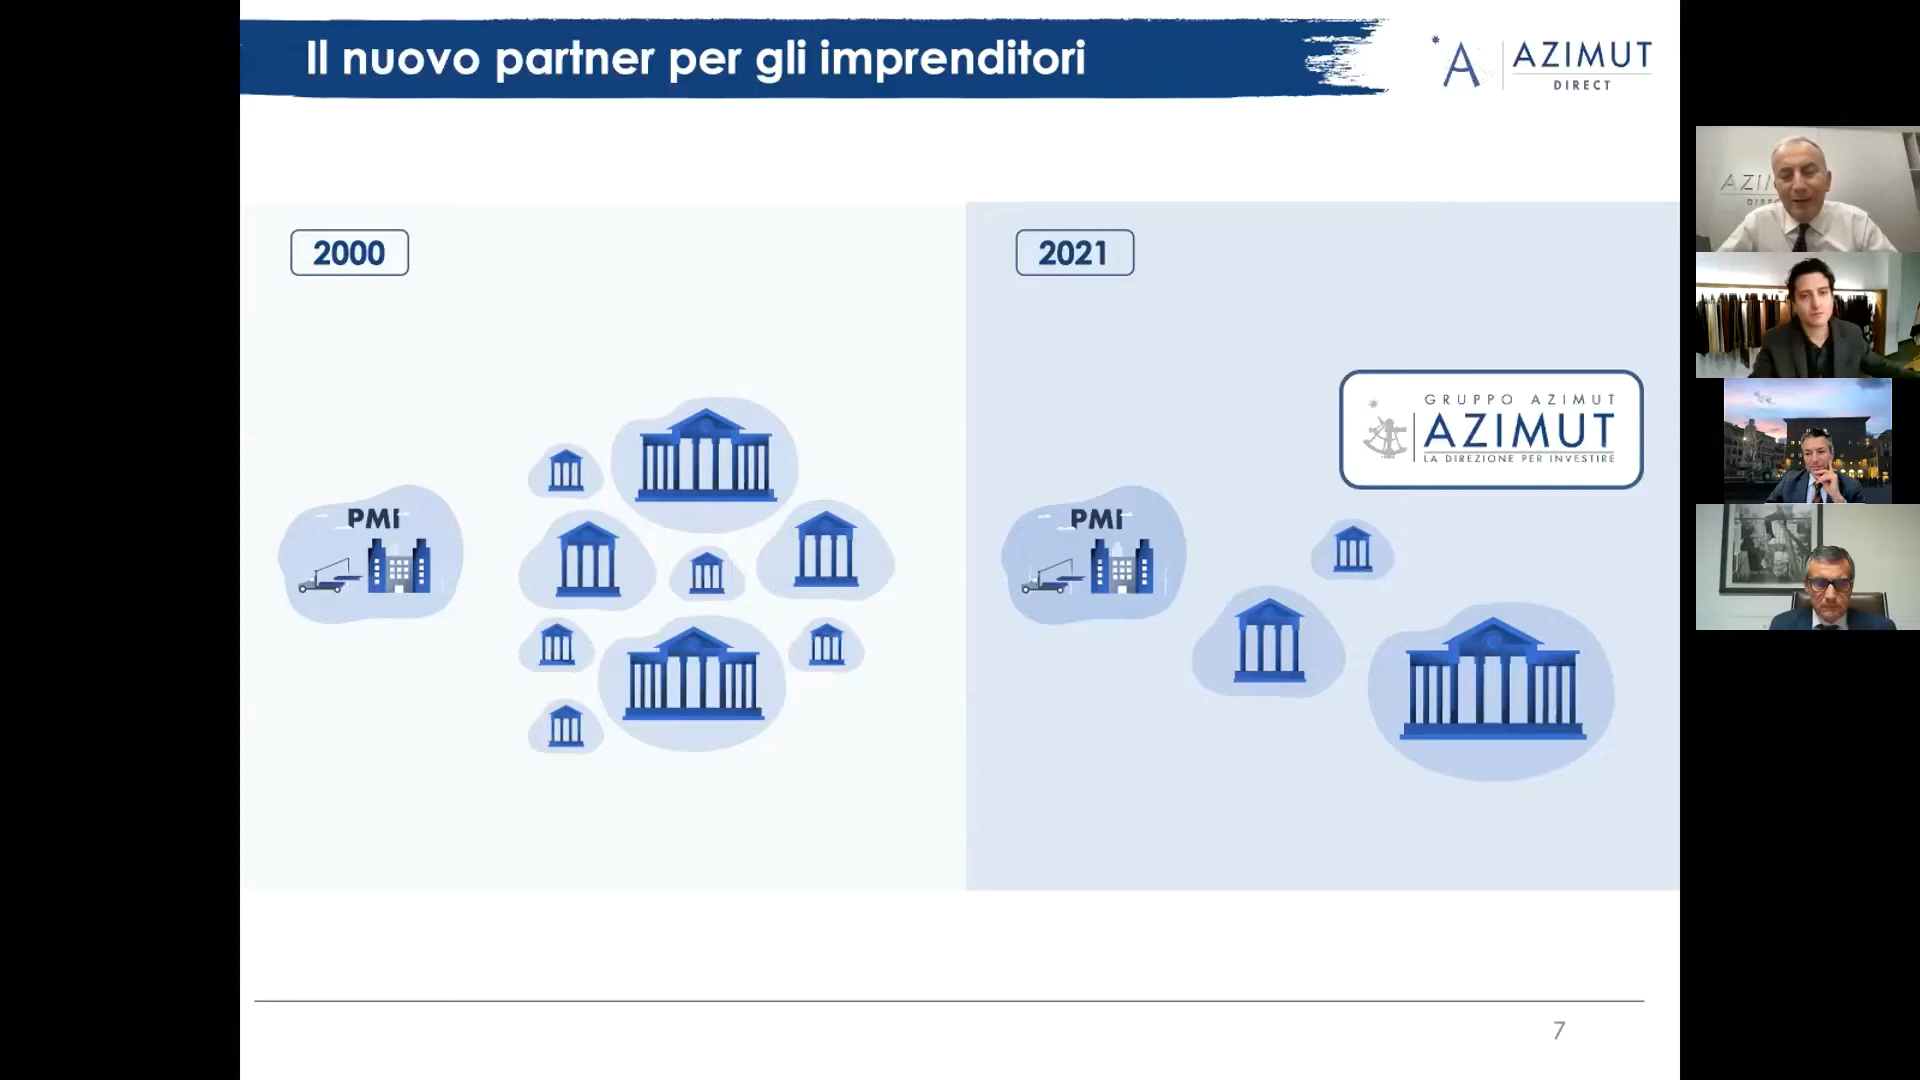 Il nuovo partner per gli imprenditori
A
AZIMUT
DIRECT
2000
2021
GRUPPO AZIMUT
AZIMUT
LA DIREZIONE PER INVESTIRE
PMI
PMI
7